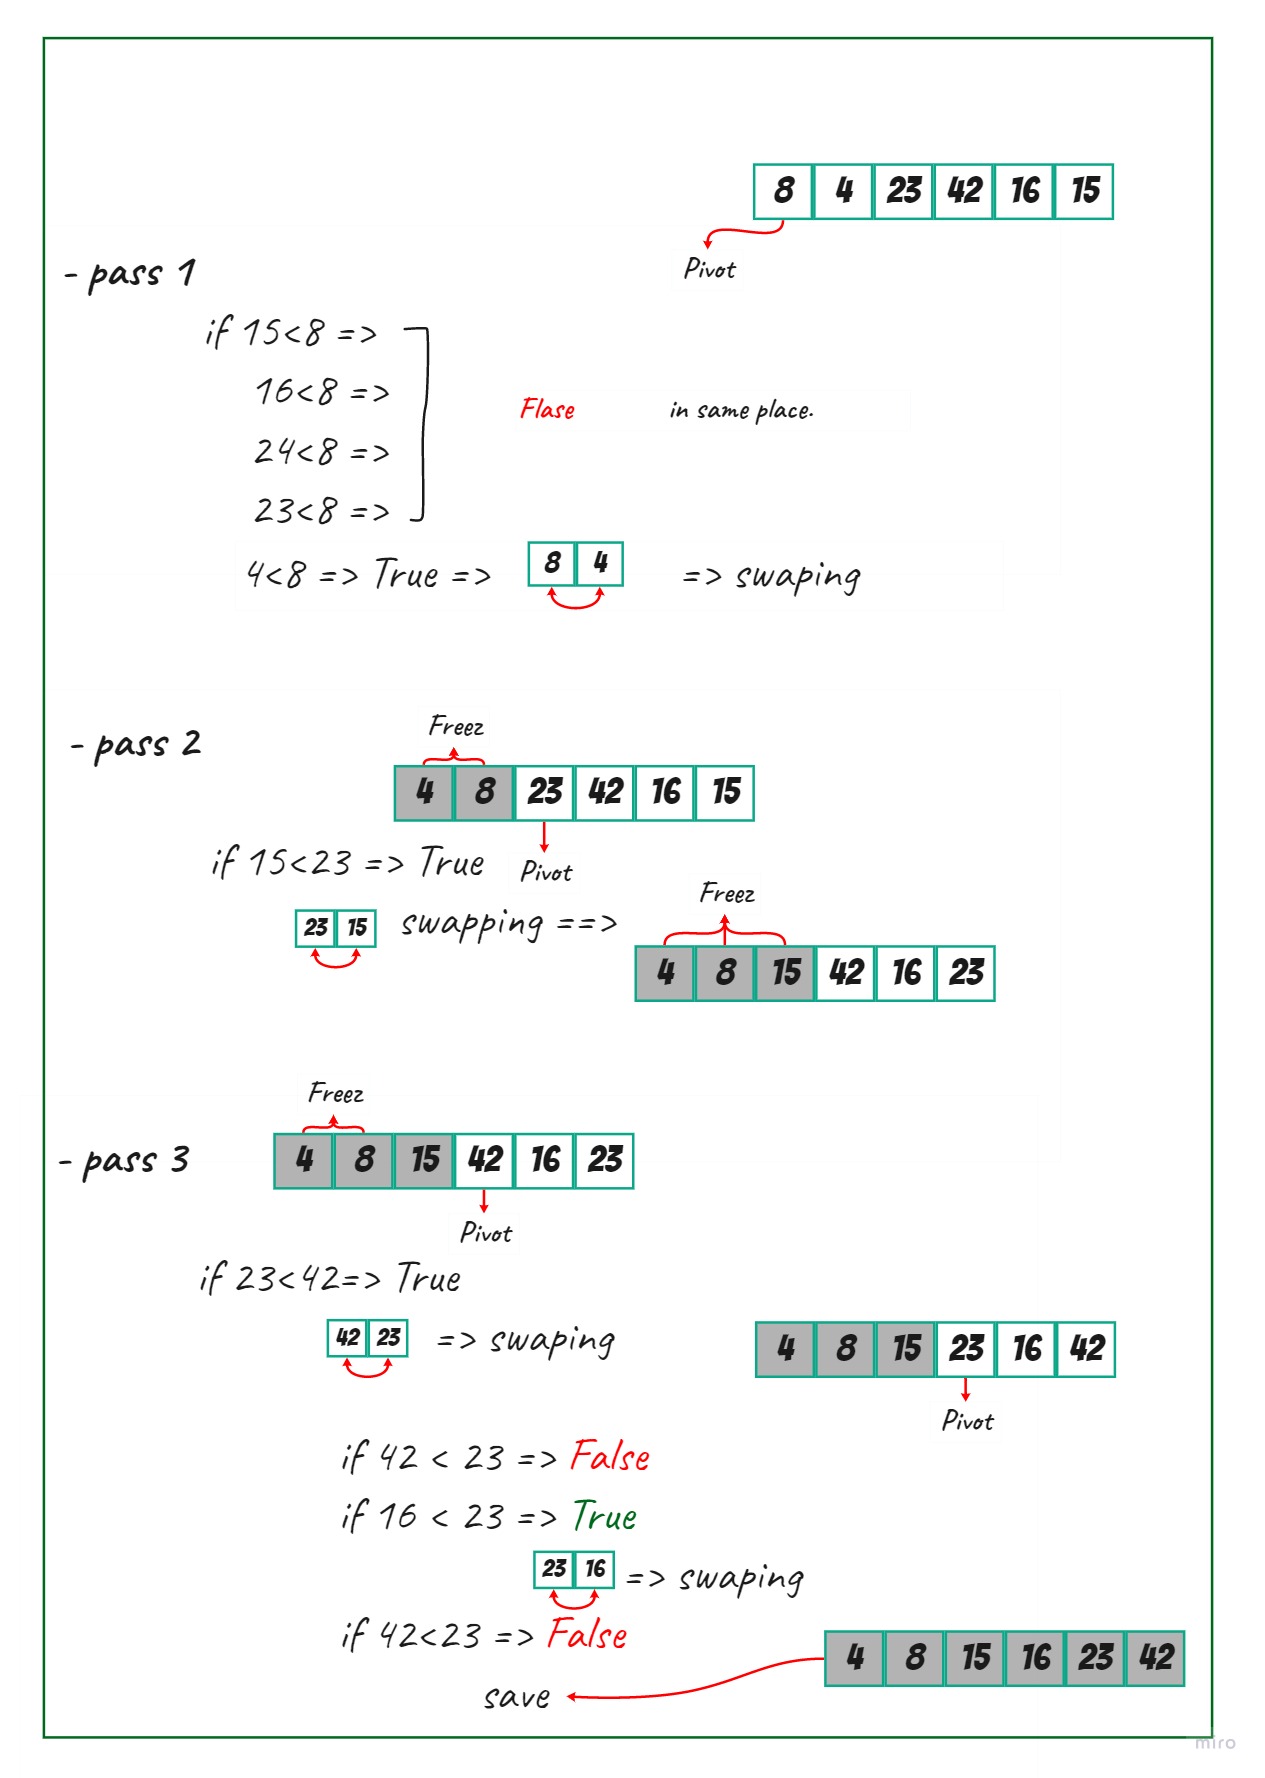 8 4 23 42 16 15
Pivot
- pass 1
if 15<8 =>
16<8 =>
Flase in same place.
24<8 =>
23<8 =>
4<8 => True => 8 4 => swaping
Freez
- pass 2
4 8 23 42 16 15
if 15<23 => True
Pivot
Freez
23 15 swapping ==>
4 8 15 42 16 23
Freez
- pass 3
4 8 15 42 16 23
Pivot
if 23<42=> True
42 23 => swaping
4 8 15 23 16 42
Pivot
if 42 < 23 => False
if 16 < 23 => True
23 16 => swaping
if 42<23 => False
4 8 15 16 23 42
save
miro